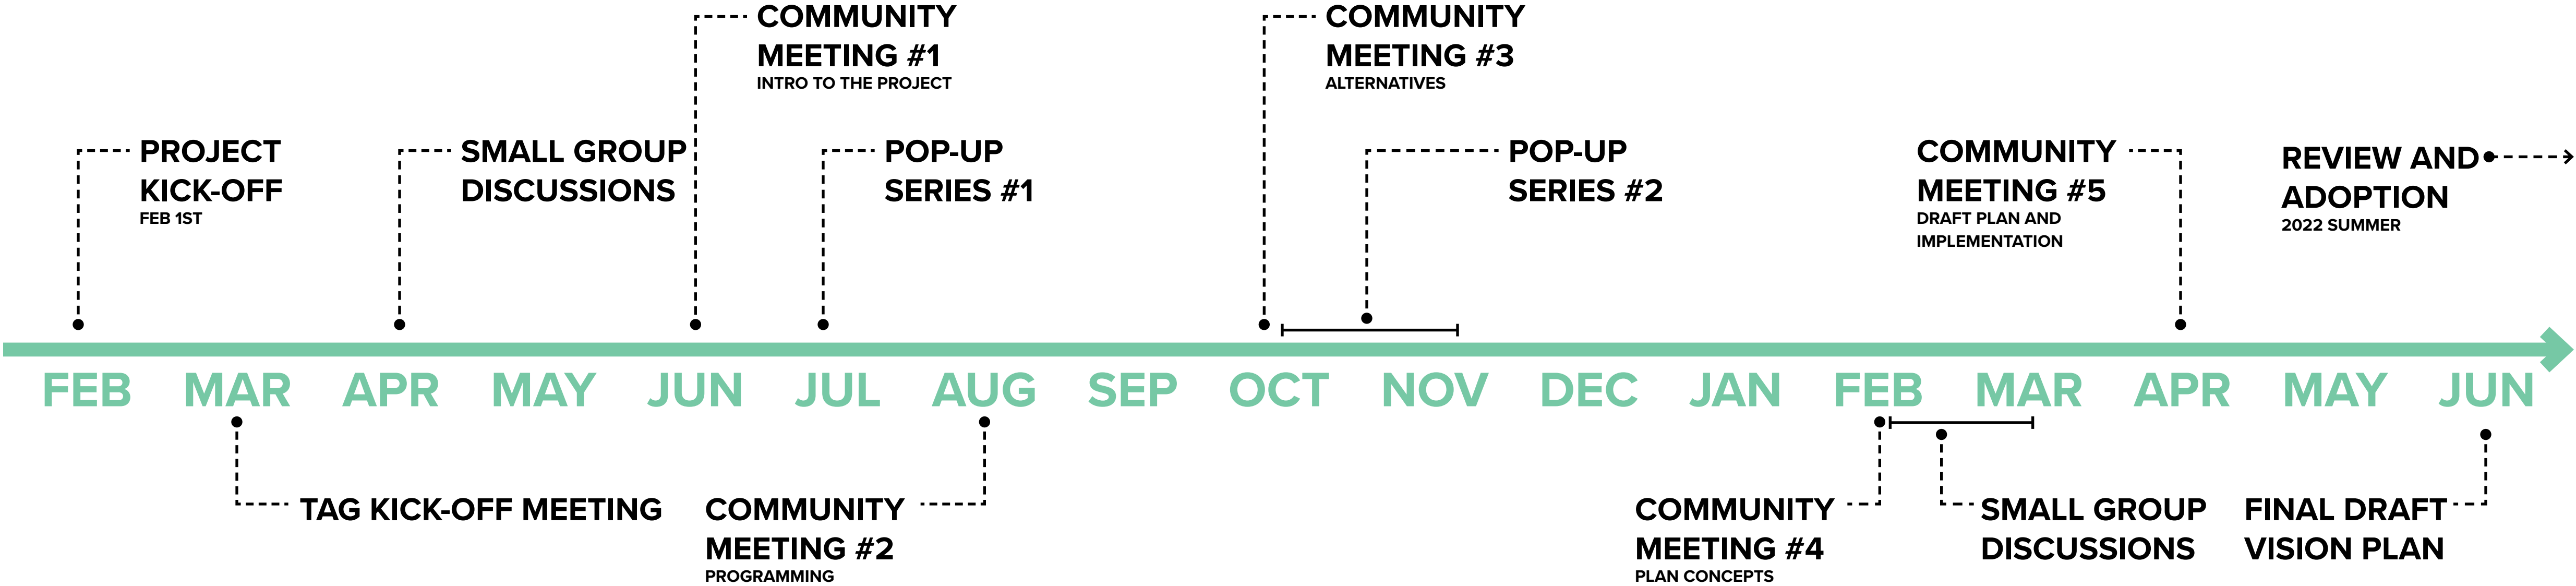 COMMUNITY
MEETING #1
INTRO TO THE PROJECT
COMMUNITY
MEETING #3
ALTERNATIVES
PROJECT
KICK-OFF
FEB 1ST
SMALL GROUP
DISCUSSIONS
POP-UP
SERIES #1
POP-UP
SERIES #2
COMMUNITY
MEETING #5
DRAFT PLAN AND
IMPLEMENTATION
REVIEW AND
ADOPTION
2022 SUMMER
FEB MAR APR MAY JUN JUL AUG SEP OCT NOV DEC JAN FEB MAR APR MAY JUN
TAG KICK-OFF MEETING
COMMUNITY
MEETING #2
PROGRAMMING
COMMUNITY
MEETING #4
PLAN CONCEPTS
SMALL GROUP
DISCUSSIONS
FINAL DRAFT
VISION PLAN